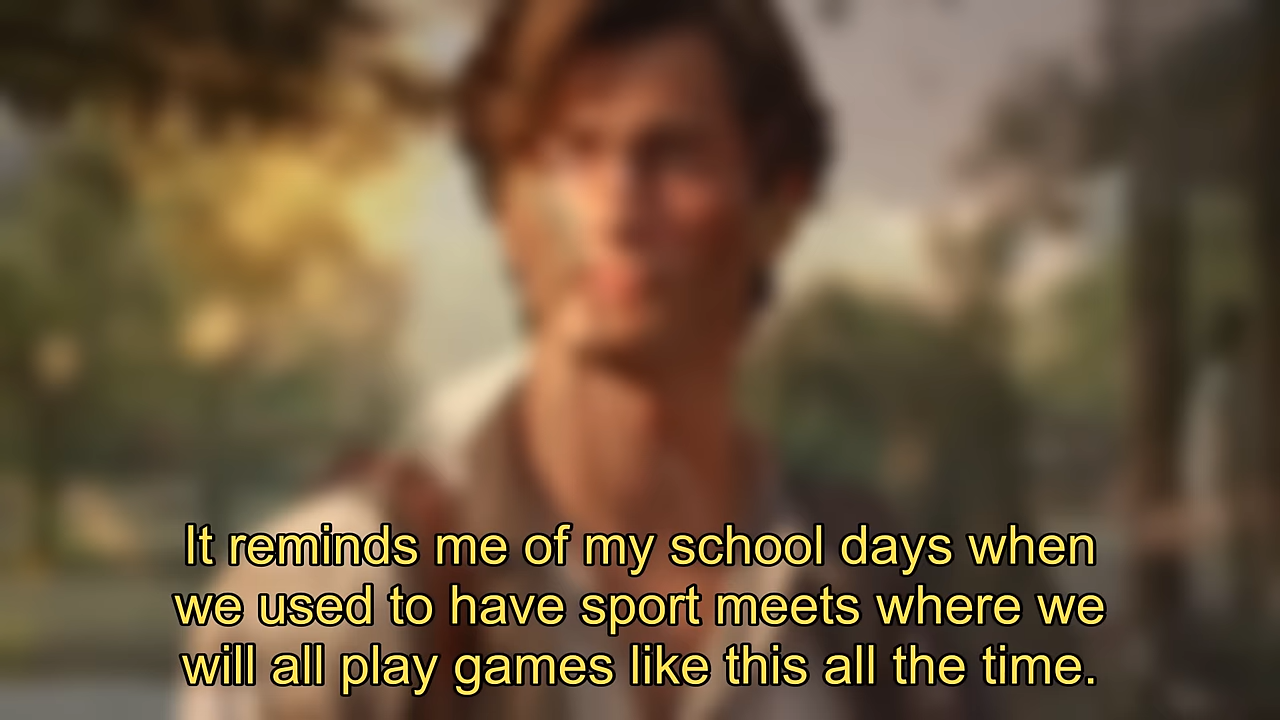 It reminds me of my school days when
we used to have sport meets where we
will all play games like this all the time.